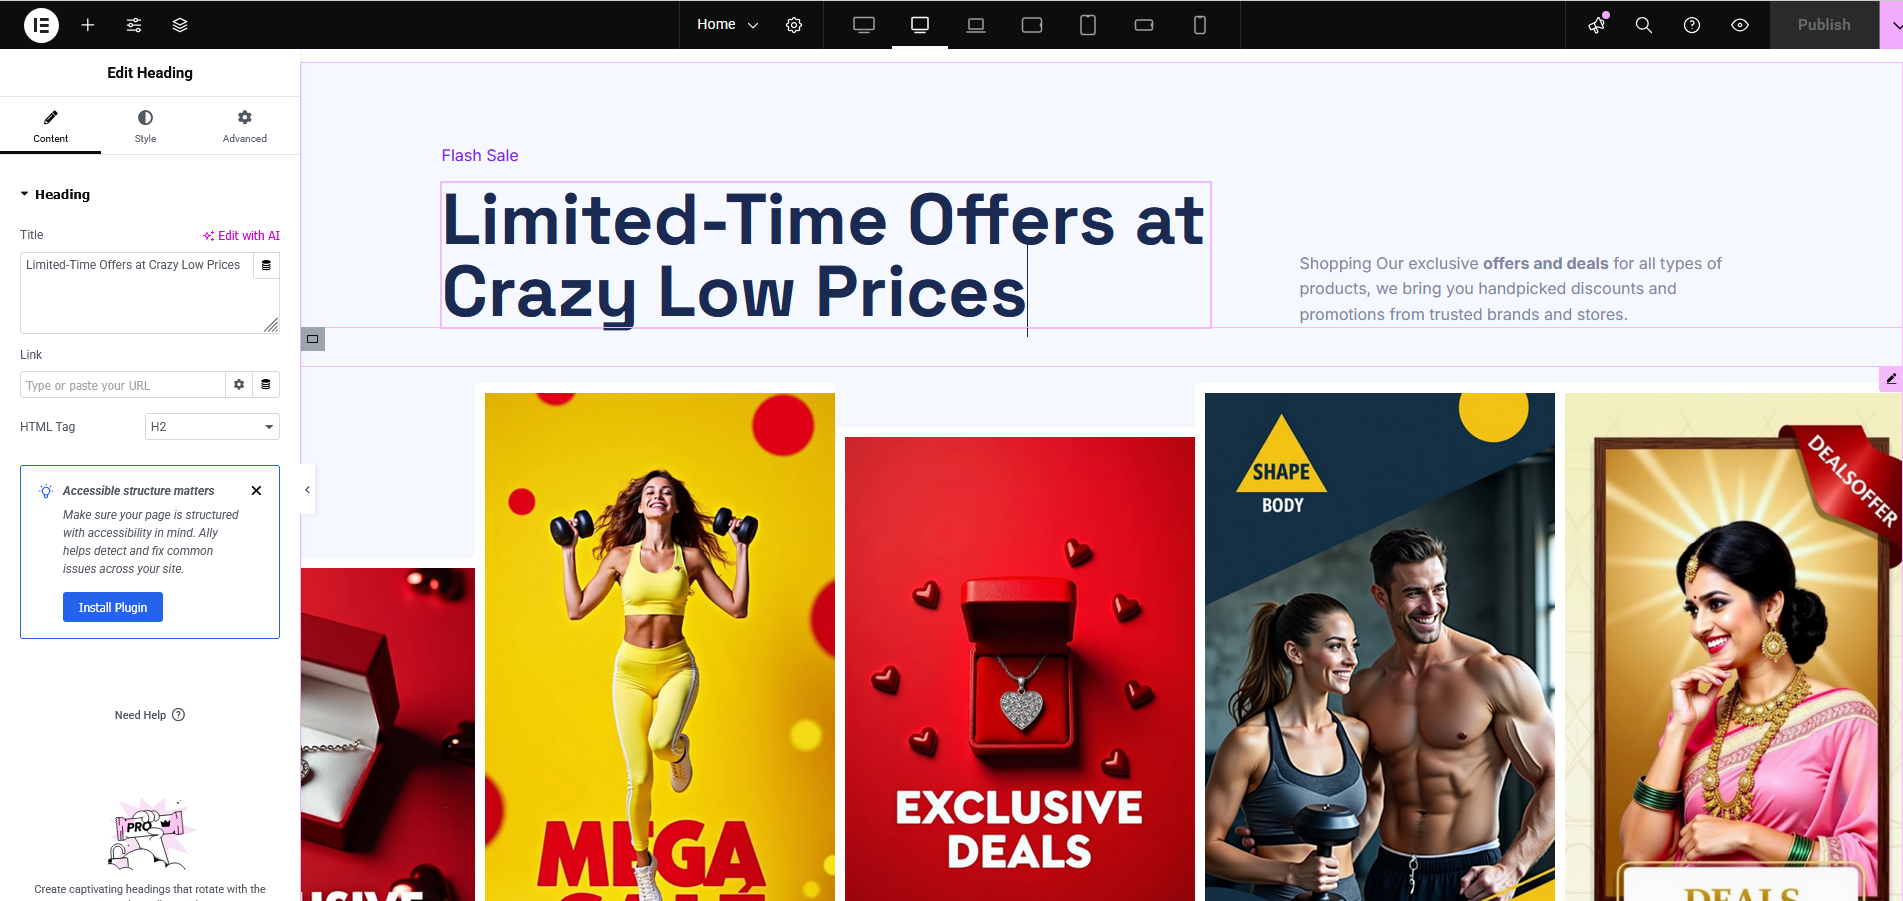 Home
Publish
Edit Heading
Content
Style
Advanced
Heading
Title
Edit with AI
Limited-Time Offers at Crazy Low Prices
Link
Type or paste your URL
HTML Tag
H2
Accessible structure matters
Make sure your page is structured
with accessibility in mind. Ally
helps detect and fix common
issues across your site.
Install Plugin
Need Help
PRO
Create captivating headings that rotate with the
Flash Sale
Limited-Time Offers at
Crazy Low Prices
Shopping Our exclusive offers and deals for all types of
products, we bring you handpicked discounts and
promotions from trusted brands and stores.
MEGA
SALE
EXCLUSIVE
DEALS
SHAPE
BODY
DEALSOFFER
DEALS